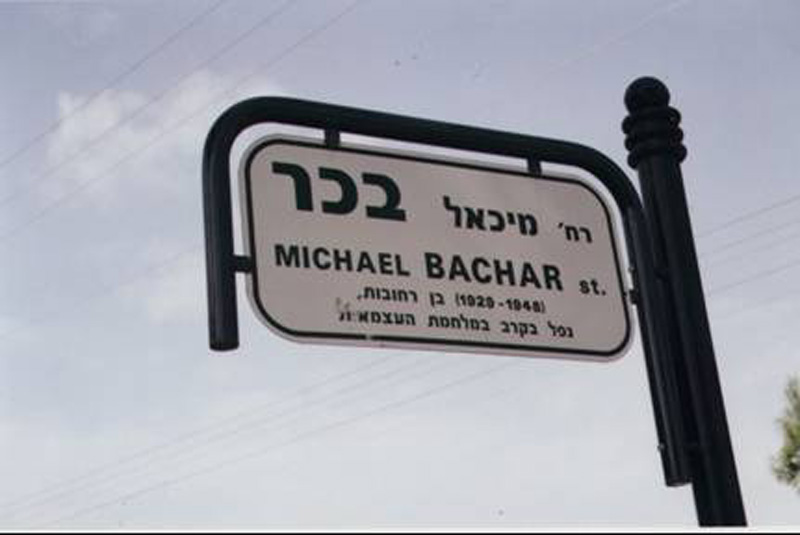 רח' מיכאל בכר
MICHAEL BACHAR st.
(1929-1948) בן רחובות,
נפל בקרב במלחמת העצמאות